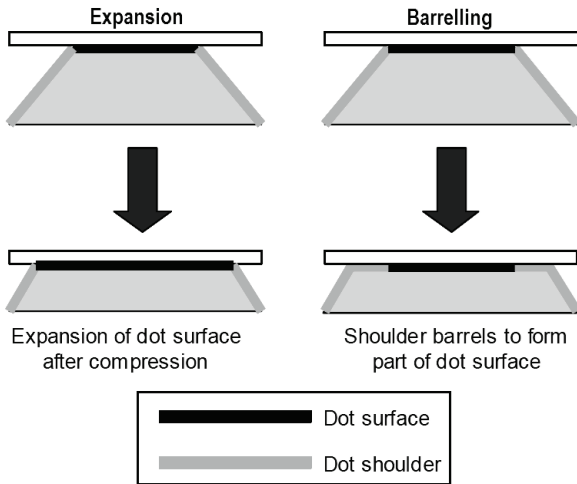 Expansion
Barrelling
Expansion of dot surface
after compression
Shoulder barrels to form
part of dot surface
Dot surface
Dot shoulder